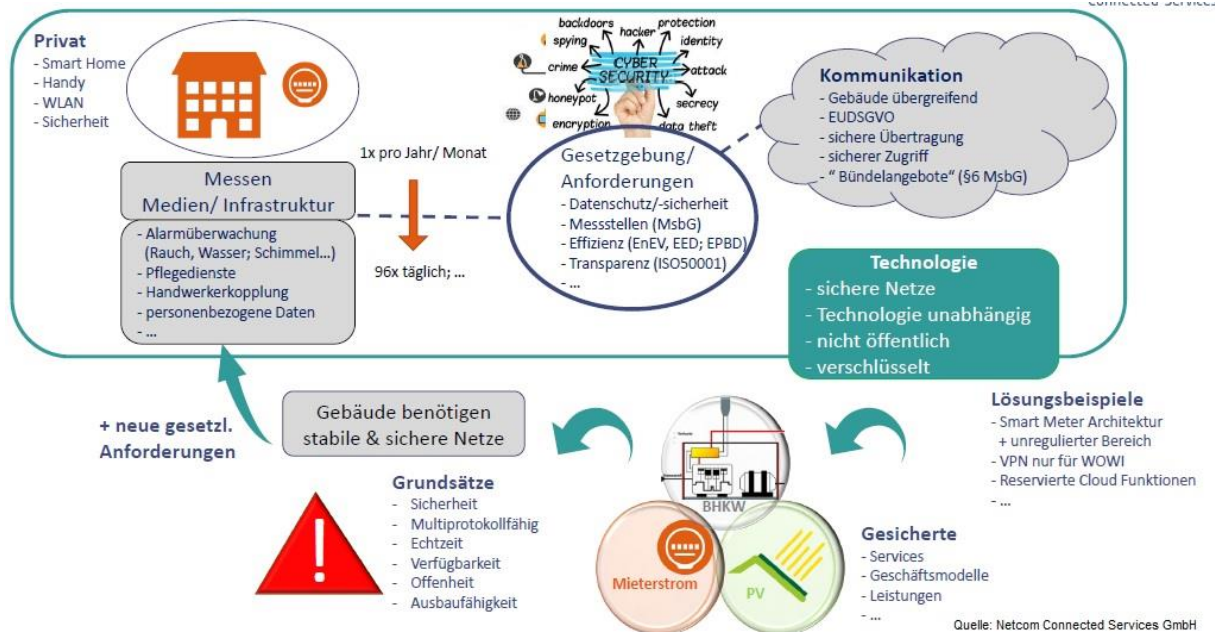 Connected Services
Privat
- Smart Home
- Handy
- WLAN
- Sicherheit
backdoors
protection
hacker
spying
identity
CYBER
SECURITY
crime
attack
honeypot
secrecy
encryption
data theft
Kommunikation
- Gebäude übergreifend
- EUDSGVO
- sichere Übertragung
- sicherer Zugriff
- “ Bündelangebote“ (§6 MsbG)
1x pro Jahr/ Monat
96x täglich; ...
Messen
Medien/ Infrastruktur
- Alarmüberwachung
(Rauch, Wasser; Schimmel...)
- Pflegedienste
- Handwerkerkopplung
- personenbezogene Daten
- ...
Gesetzgebung/
Anforderungen
- Datenschutz/-sicherheit
- Messstellen (MsbG)
- Effizienz (EnEV, EED; EPBD)
- Transparenz (ISO50001)
- ...
Technologie
- sichere Netze
- Technologie unabhängig
- nicht öffentlich
- verschlüsselt
+ neue gesetzl.
Anforderungen
Gebäude benötigen
stabile & sichere Netze
Grundsätze
- Sicherheit
- Multiprotokollfähig
- Echtzeit
- Verfügbarkeit
- Offenheit
- Ausbaufähigkeit
BHKW
Mieterstrom
PV
Lösungsbeispiele
- Smart Meter Architektur
+ unregulierter Bereich
- VPN nur für WOWI
- Reservierte Cloud Funktionen
- ...
Gesicherte
- Services
- Geschäftsmodelle
- Leistungen
- ...
Quelle: Netcom Connected Services GmbH